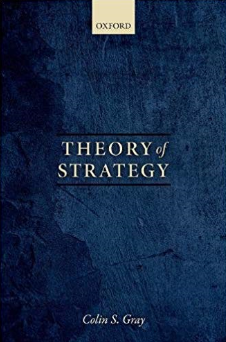 OXFORD
THEORY of
STRATEGY
Colin S. Gray